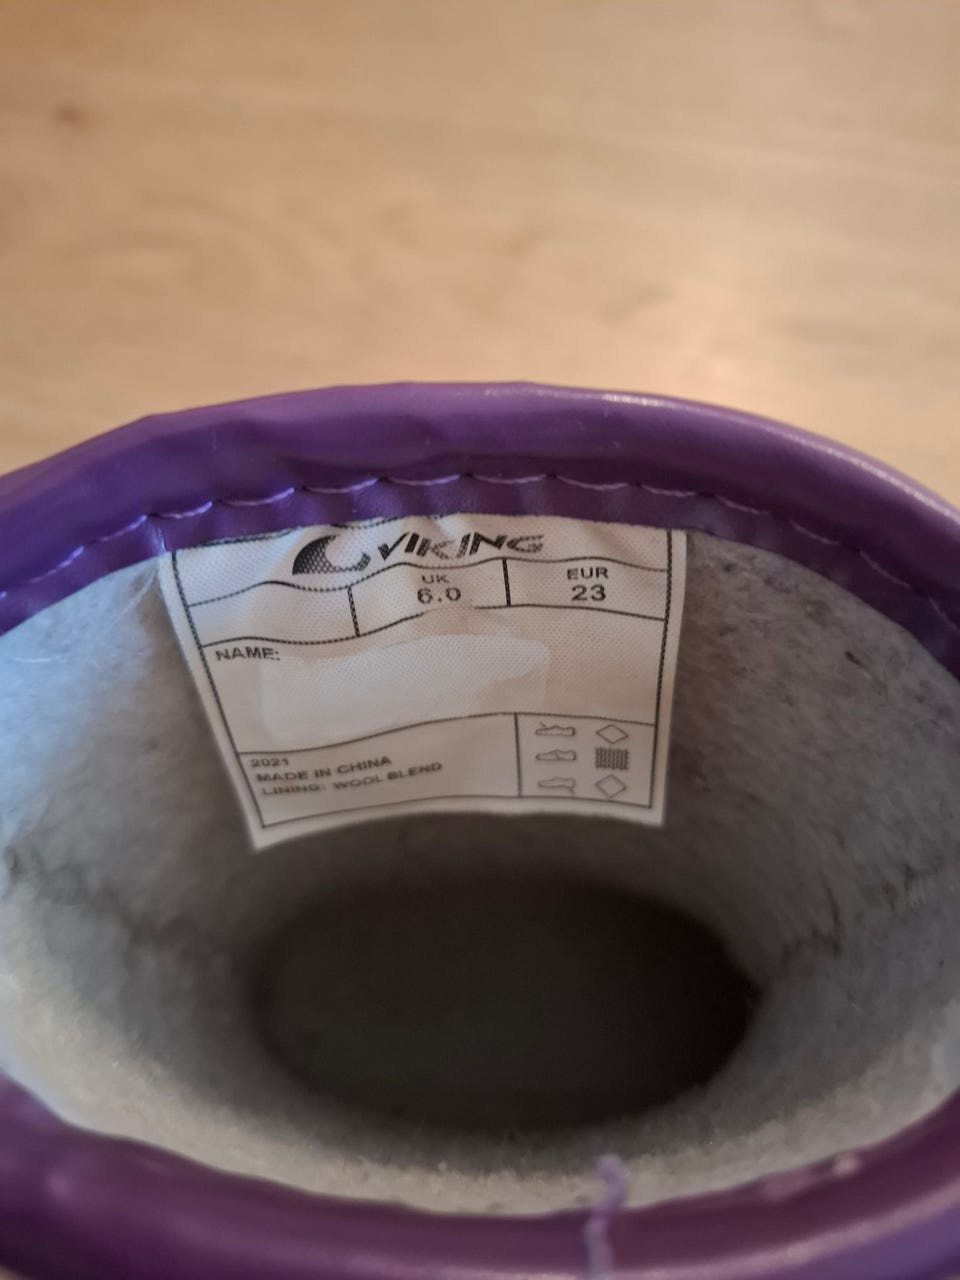 VIKING
UK
6.0
EUR
23
NAME:
2021
MADE IN CHINA
LINING: WOOL BLEND